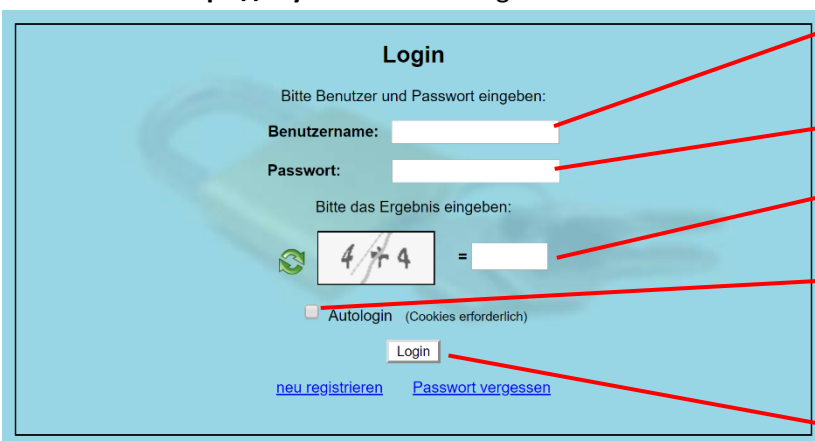 Login
Bitte Benutzer und Passwort eingeben:
Benutzername:
Passwort:
Bitte das Ergebnis eingeben:
4 + 4 =
Autologin (Cookies erforderlich)
Login
neu registrieren Passwort vergessen